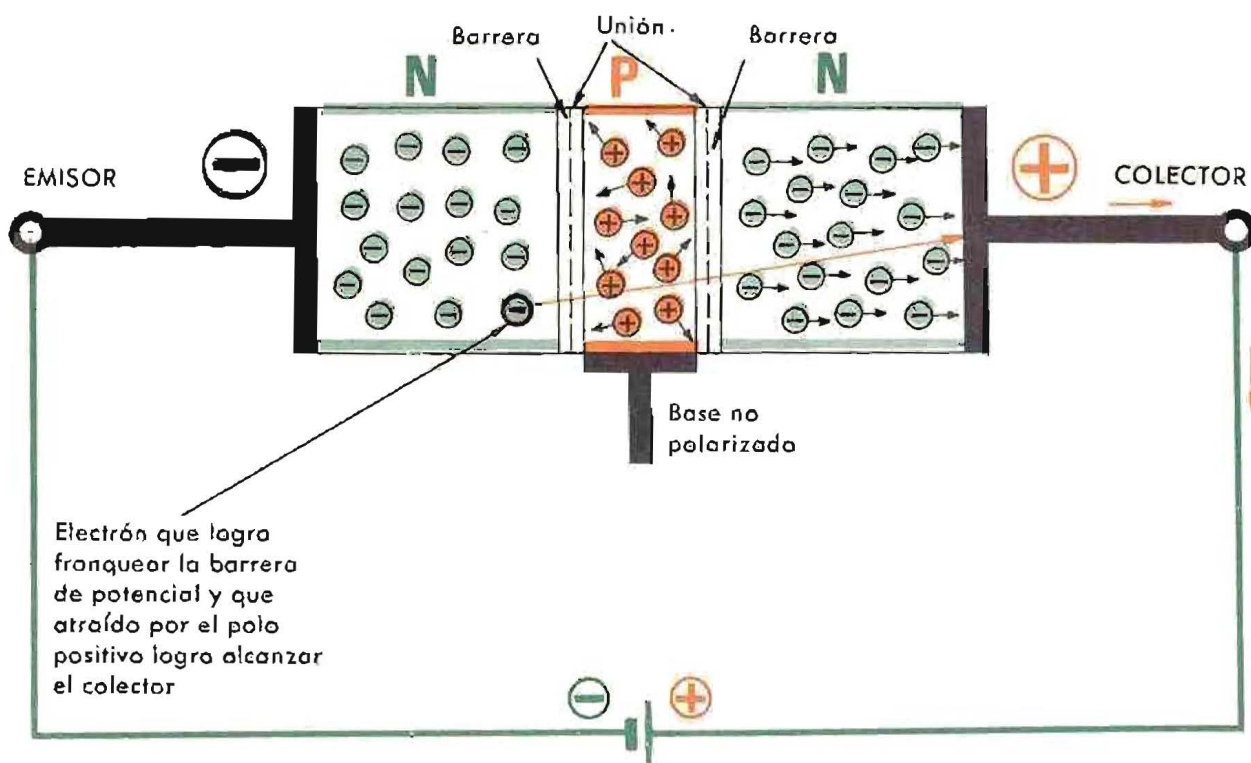 Barrera
Unión.
Barrera
N
P
N
EMISOR
COLECTOR
Base no
polarizada
Electrón que logra
franquear la barrera
de potencial y que
atraído por el polo
positivo logra alcanzar
el colector